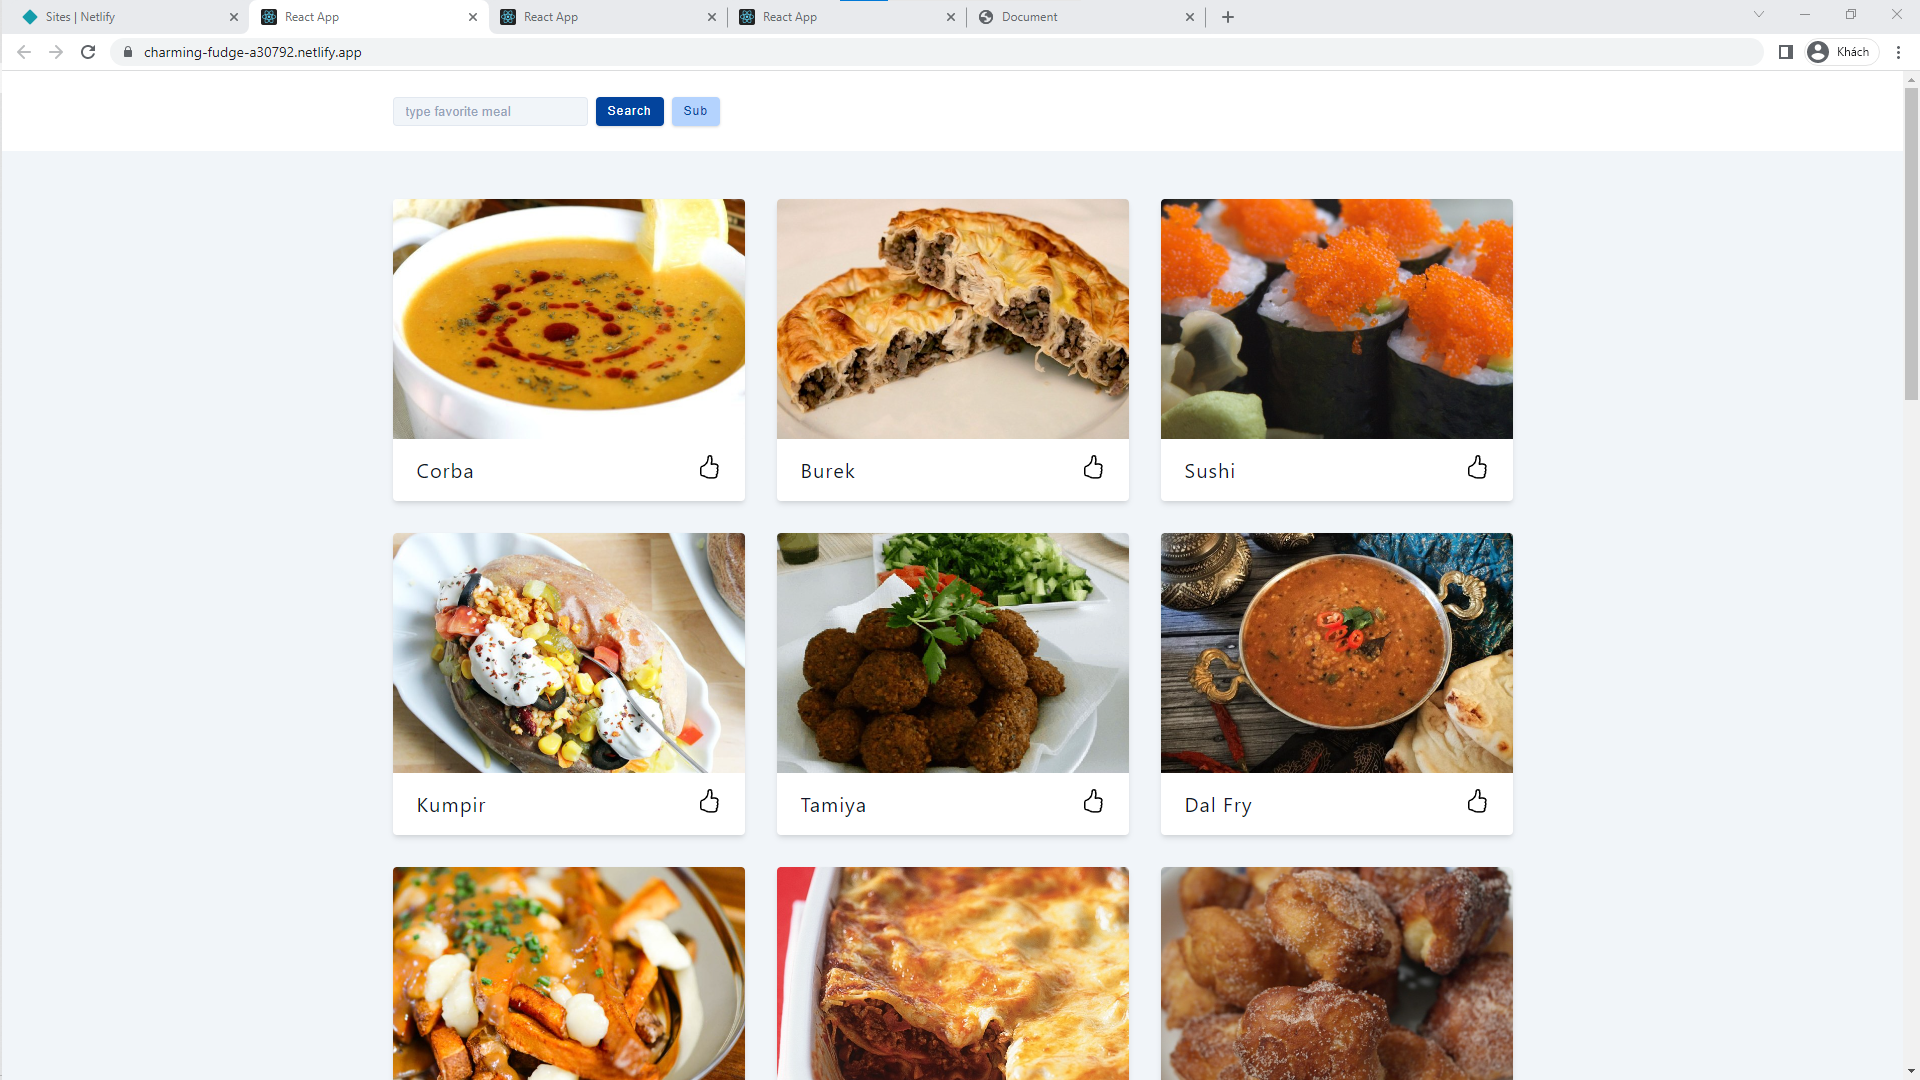 Sites | Netlify
React App
React App
React App
Document
charming-fudge-a30792.netlify.app
Khách
type favorite meal
Search
Sub
Corba
Burek
Sushi
Kumpir
Tamiya
Dal Fry